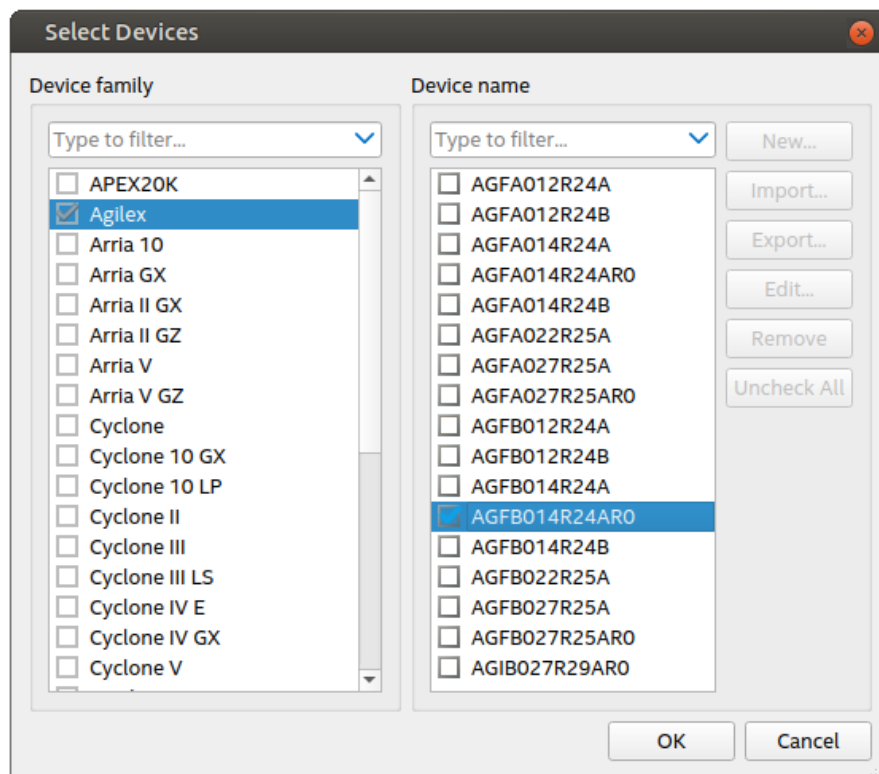 Select Devices
Device family
Type to filter...
APEX20K
Agilex
Arria 10
Arria GX
Arria II GX
Arria II GZ
Arria V
Arria V GZ
Cyclone
Cyclone 10 GX
Cyclone 10 LP
Cyclone II
Cyclone III
Cyclone III LS
Cyclone IV E
Cyclone IV GX
Cyclone V
Device name
Type to filter...
AGFA012R24A
AGFA012R24B
AGFA014R24A
AGFA014R24AR0
AGFA014R24B
AGFA022R25A
AGFA027R25A
AGFA027R25AR0
AGFB012R24A
AGFB012R24B
AGFB014R24A
AGFB014R24AR0
AGFB014R24B
AGFB022R25A
AGFB027R25A
AGFB027R25AR0
AGIB027R29AR0
New...
Import...
Export...
Edit...
Remove
Uncheck All
OK
Cancel